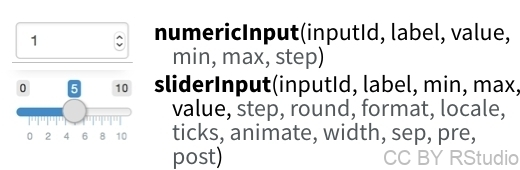 1
numericInput(inputId, label, value,
min, max, step)
0 5 10
0 2 4 6 8 10
sliderInput(inputId, label, min, max,
value, step, round, format, locale,
ticks, animate, width, sep, pre,
post)
CC BY RStudio